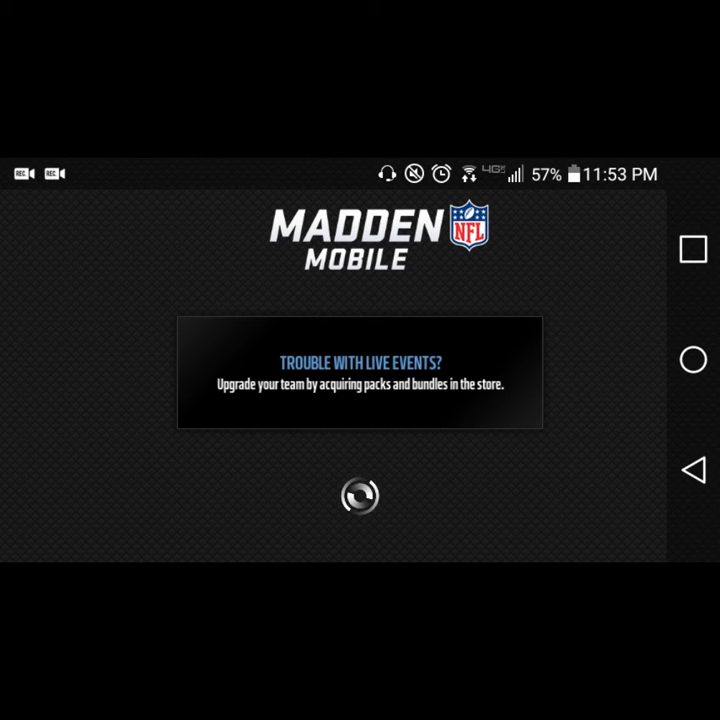 REC. REC. 4G 57% 11:53 PM
MADDEN NFL
MOBILE
TROUBLE WITH LIVE EVENTS?
Upgrade your team by acquiring packs and bundles in the store.